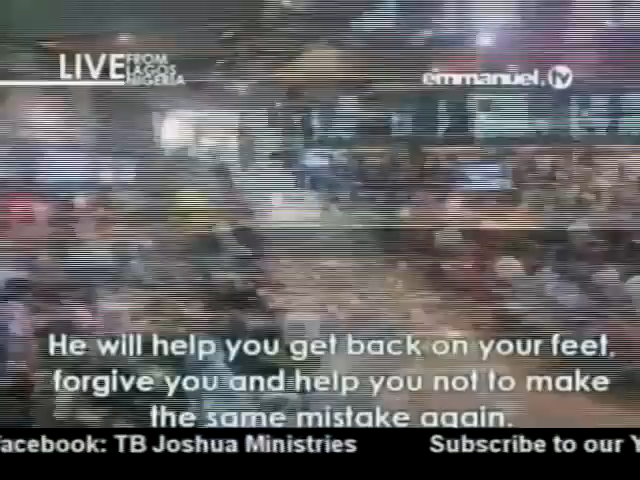 LIVE FROM
LAGOS
NIGERIA
emmanuel.tv
He will help you get back on your feet,
forgive you and help you not to make
the same mistake again.
acebook: TB Joshua Ministries Subscribe to our Y